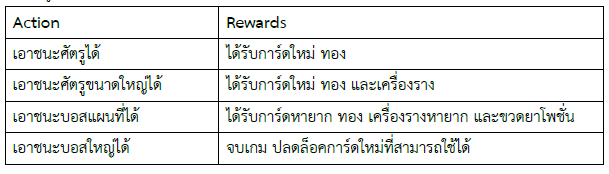 Action Rewards
เอาชนะศัตรูได้ ได้รับการ์ดใหม่ ทอง
เอาชนะศัตรูขนาดใหญ่ได้ ได้รับการ์ดใหม่ ทอง และเครื่องราง
เอาชนะบอสแผนที่ได้ ได้รับการ์ดหายาก ทอง เครื่องรางหายาก และขวดยาโพชั่น
เอาชนะบอสใหญ่ได้ จบเกม ปลดล็อคการ์ดใหม่ที่สามารถใช้ได้